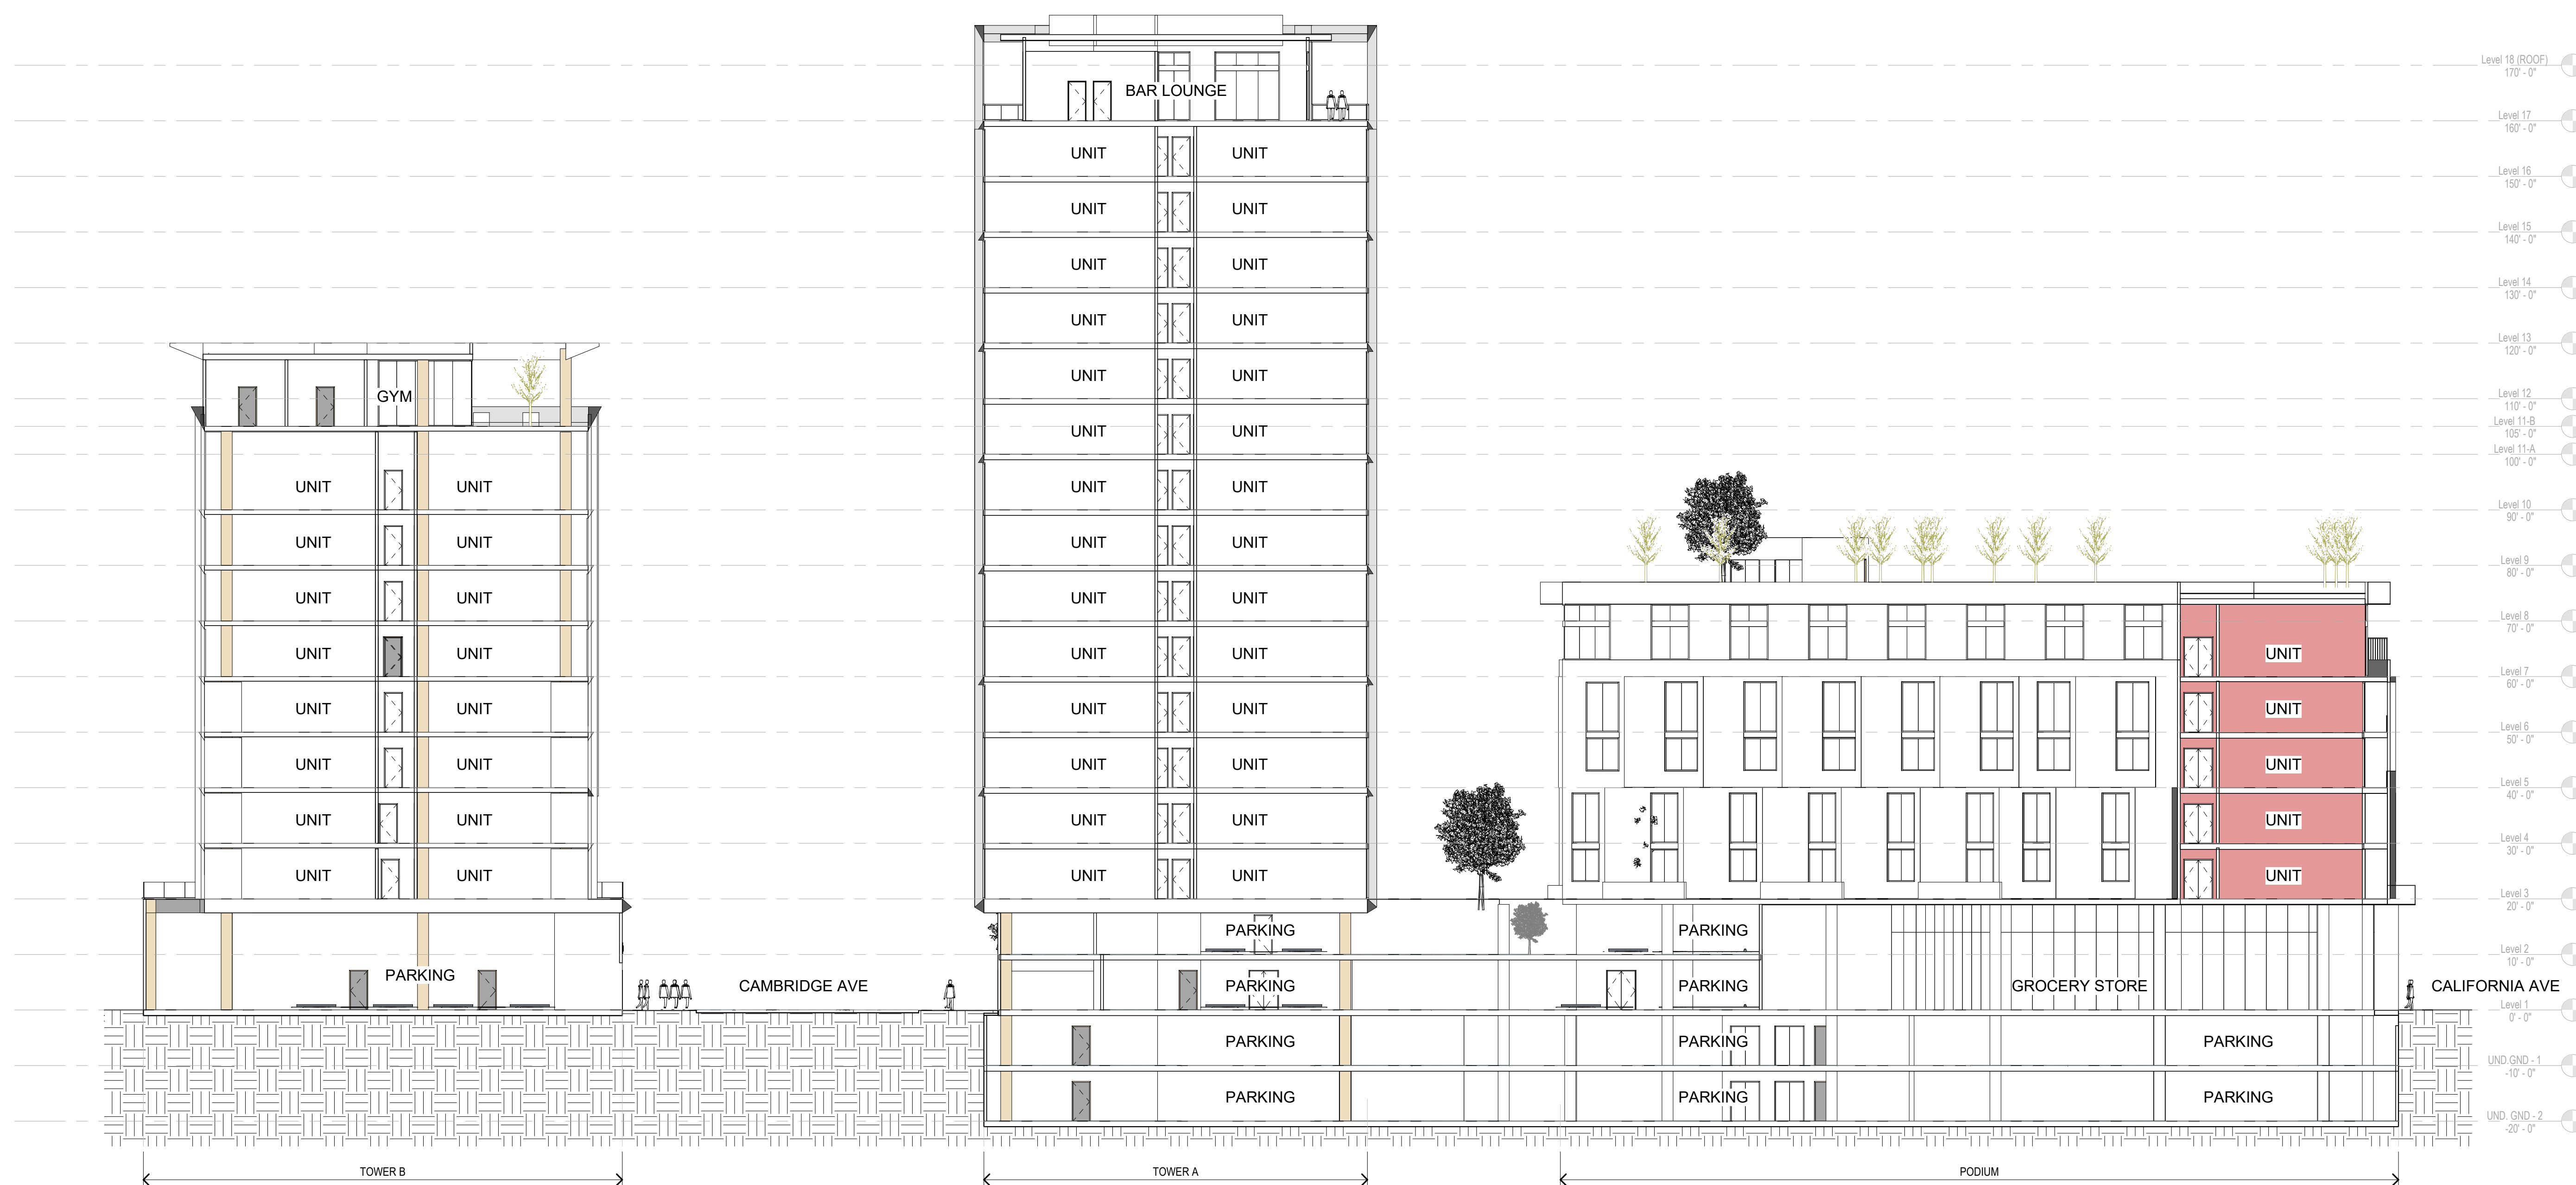 Level 18 (ROOF)
170' - 0"
BAR LOUNGE
Level 17
160' - 0"
UNIT UNIT
Level 16
150' - 0"
UNIT UNIT
Level 15
140' - 0"
UNIT UNIT
Level 14
130' - 0"
UNIT UNIT
Level 13
120' - 0"
UNIT UNIT
GYM
Level 12
110' - 0"
Level 11-B
105' - 0"
UNIT UNIT
Level 11-A
100' - 0"
UNIT UNIT UNIT UNIT
Level 10
90' - 0"
UNIT UNIT UNIT UNIT
Level 9
80' - 0"
UNIT UNIT UNIT UNIT
Level 8
70' - 0"
UNIT UNIT UNIT UNIT UNIT
Level 7
60' - 0"
UNIT UNIT UNIT UNIT UNIT
Level 6
50' - 0"
UNIT UNIT UNIT UNIT UNIT
Level 5
40' - 0"
UNIT UNIT UNIT UNIT UNIT
Level 4
30' - 0"
UNIT UNIT UNIT UNIT UNIT
Level 3
20' - 0"
PARKING PARKING
Level 2
10' - 0"
PARKING CAMBRIDGE AVE PARKING PARKING GROCERY STORE CALIFORNIA AVE
Level 1
0' - 0"
PARKING PARKING PARKING
UND.GND - 1
-10' - 0"
PARKING PARKING PARKING
UND. GND - 2
-20' - 0"
TOWER B TOWER A PODIUM